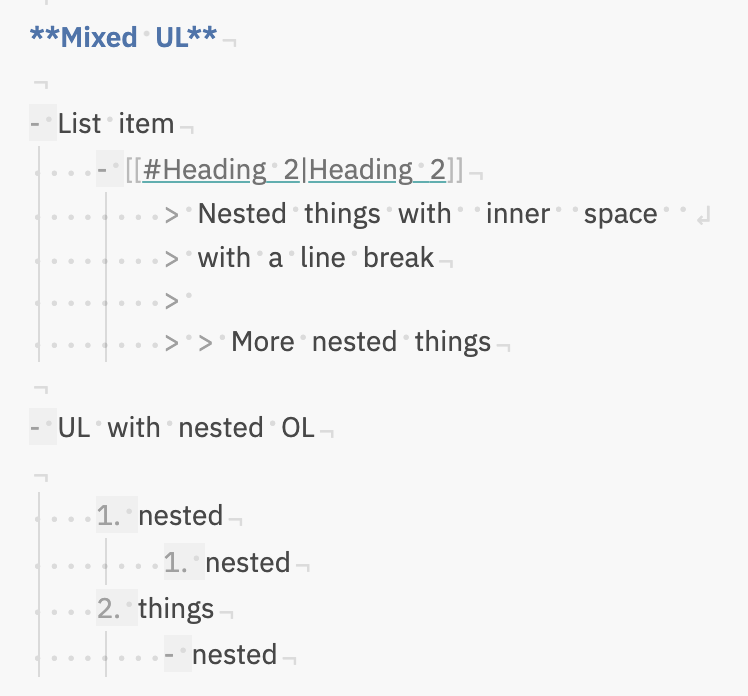 **Mixed UL**
- List item
    - [[#Heading 2|Heading 2]]
        > Nested things with  inner  space
        > with a line break
        >
        > > More nested things
- UL with nested OL
    1. nested
        1. nested
    2. things
        - nested